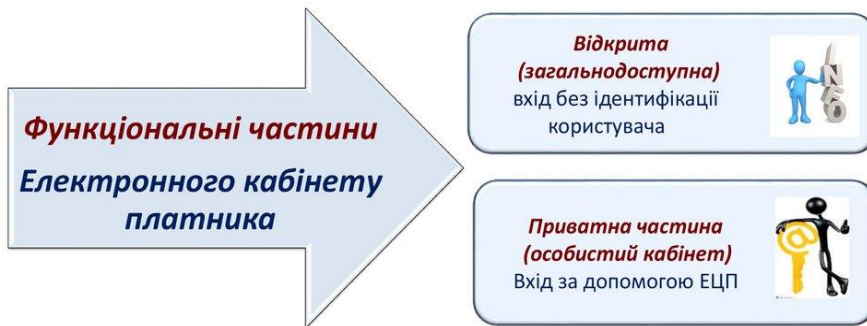 Функціональні частини
Електронного кабінету
платника
Відкрита
(загальнодоступна)
вхід без ідентифікації
користувача
INFO
Приватна частина
(особистий кабінет)
Вхід за допомогою ЕЦП
@